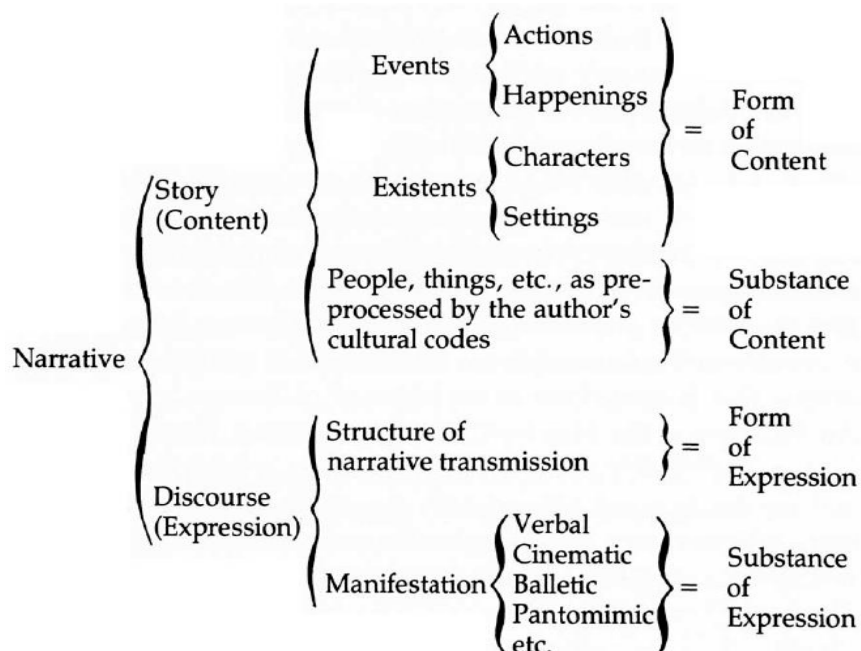 Actions
Events
Happenings
= Form
of
Content
Characters
Existents
Settings
Story
(Content)
People, things, etc., as pre-
processed by the author's
cultural codes
= Substance
of
Content
Narrative
Structure of
narrative transmission
= Form
of
Expression
Discourse
(Expression)
Manifestation
Verbal
Cinematic
Balletic
Pantomimic
etc.
= Substance
of
Expression